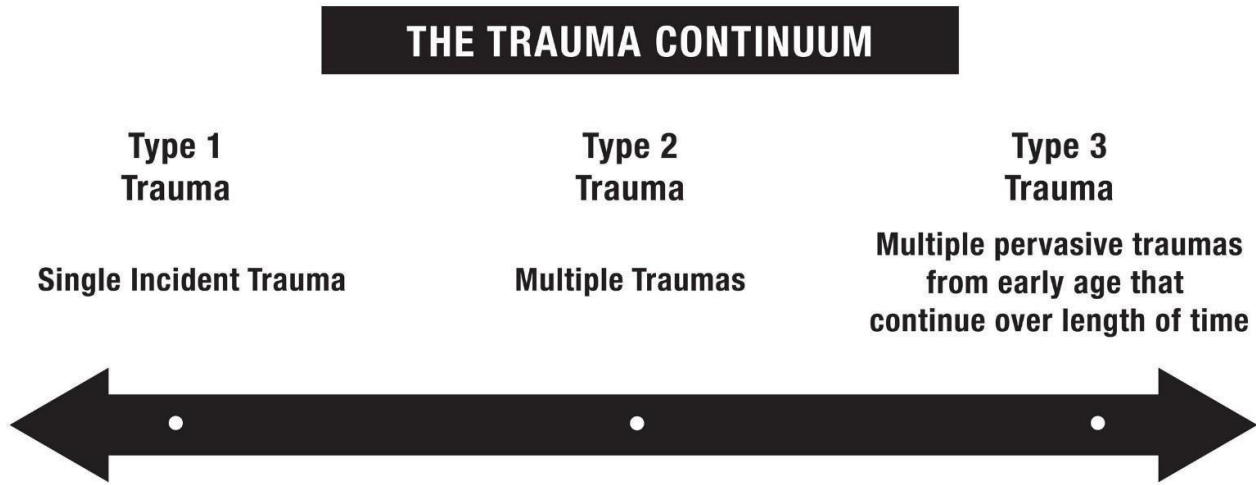 THE TRAUMA CONTINUUM
Type 1
Trauma
Single Incident Trauma
Type 2
Trauma
Multiple Traumas
Type 3
Trauma
Multiple pervasive traumas
from early age that
continue over length of time